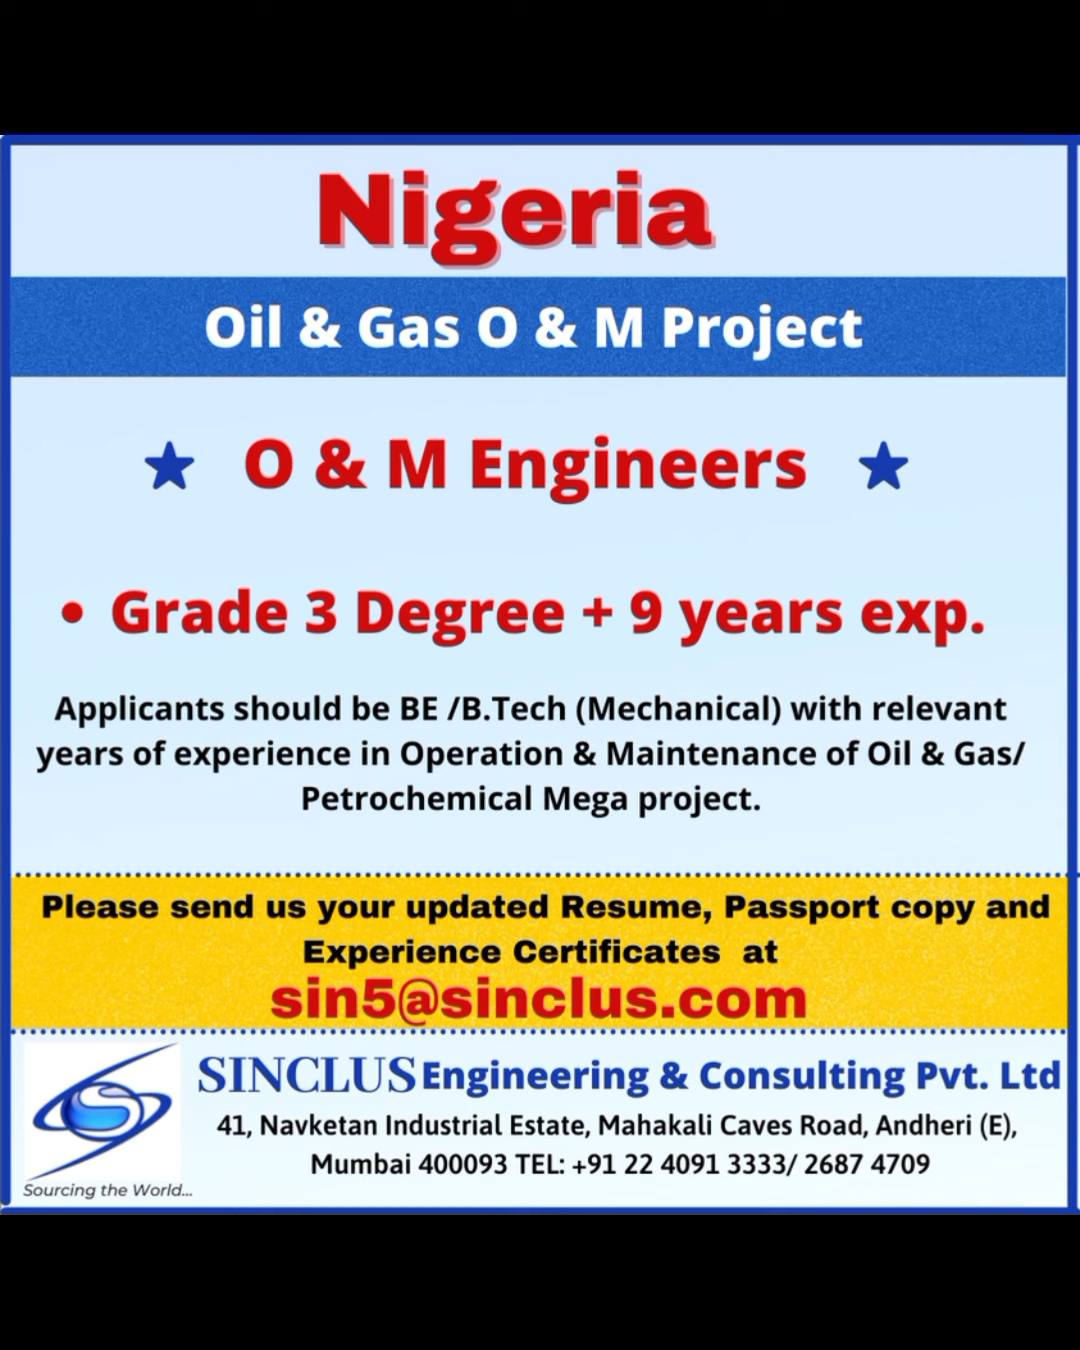 Nigeria
Oil & Gas O & M Project
★ O & M Engineers ★
• Grade 3 Degree + 9 years exp.
Applicants should be BE /B.Tech (Mechanical) with relevant
years of experience in Operation & Maintenance of Oil & Gas/
Petrochemical Mega project.
Please send us your updated Resume, Passport copy and
Experience Certificates at
sin5@sinclus.com
SINCLUS Engineering & Consulting Pvt. Ltd
41, Navketan Industrial Estate, Mahakali Caves Road, Andheri (E),
Mumbai 400093 TEL: +91 22 4091 3333/ 2687 4709
Sourcing the World...